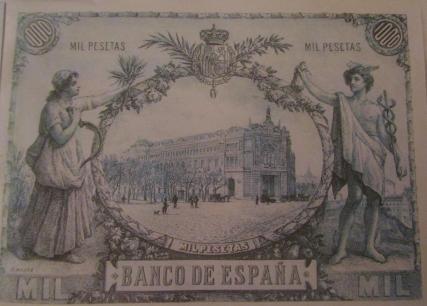 1000 1000
MIL PESETAS MIL PESETAS
MIL PESETAS
MIL BANCO DE ESPAÑA MIL